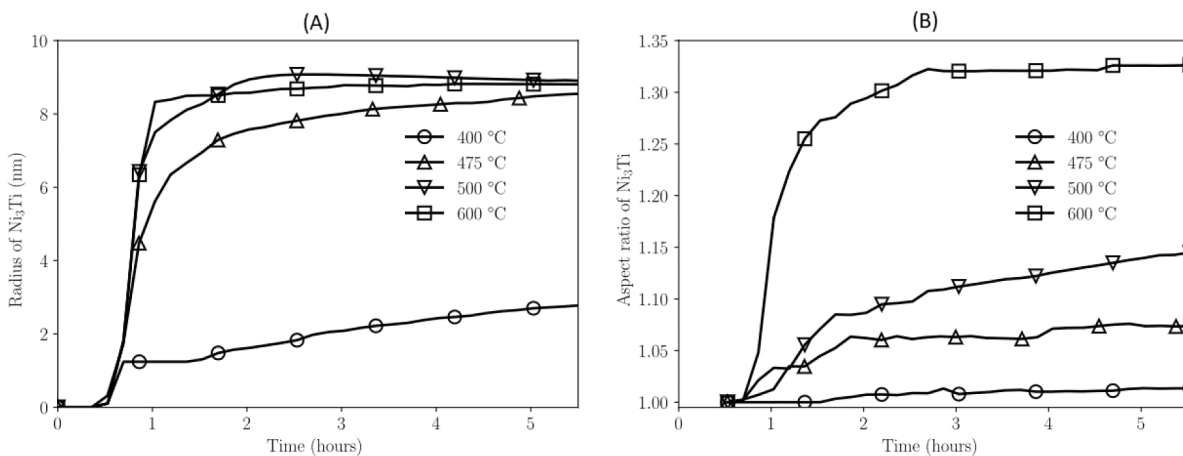 (A)
10
8
6
4
2
0
0
1
2
3
4
5
Radius of Ni₃Ti (nm)
Time (hours)
400 °C
475 °C
500 °C
600 °C
(B)
1.35
1.30
1.25
1.20
1.15
1.10
1.05
1.00
0
1
2
3
4
5
Aspect ratio of Ni₃Ti
Time (hours)
400 °C
475 °C
500 °C
600 °C